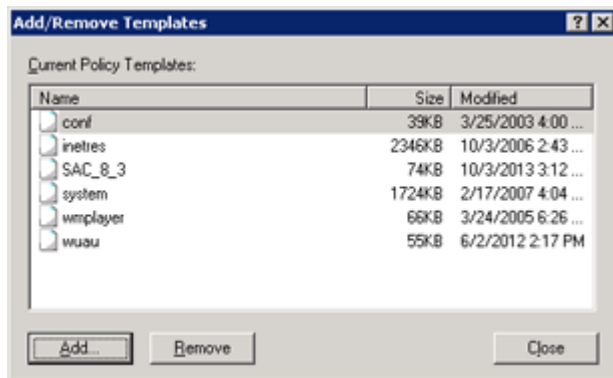 Add/Remove Templates
Current Policy Templates:
Name Size Modified
conf 39KB 3/25/2003 4:00 ...
inetres 2346KB 10/3/2006 2:43 ...
SAC_8_3 74KB 10/3/2013 3:12 ...
system 1724KB 2/17/2007 4:04 ...
wmplayer 66KB 3/24/2005 6:26 ...
wuau 55KB 6/2/2012 2:17 PM
Add... Remove Close